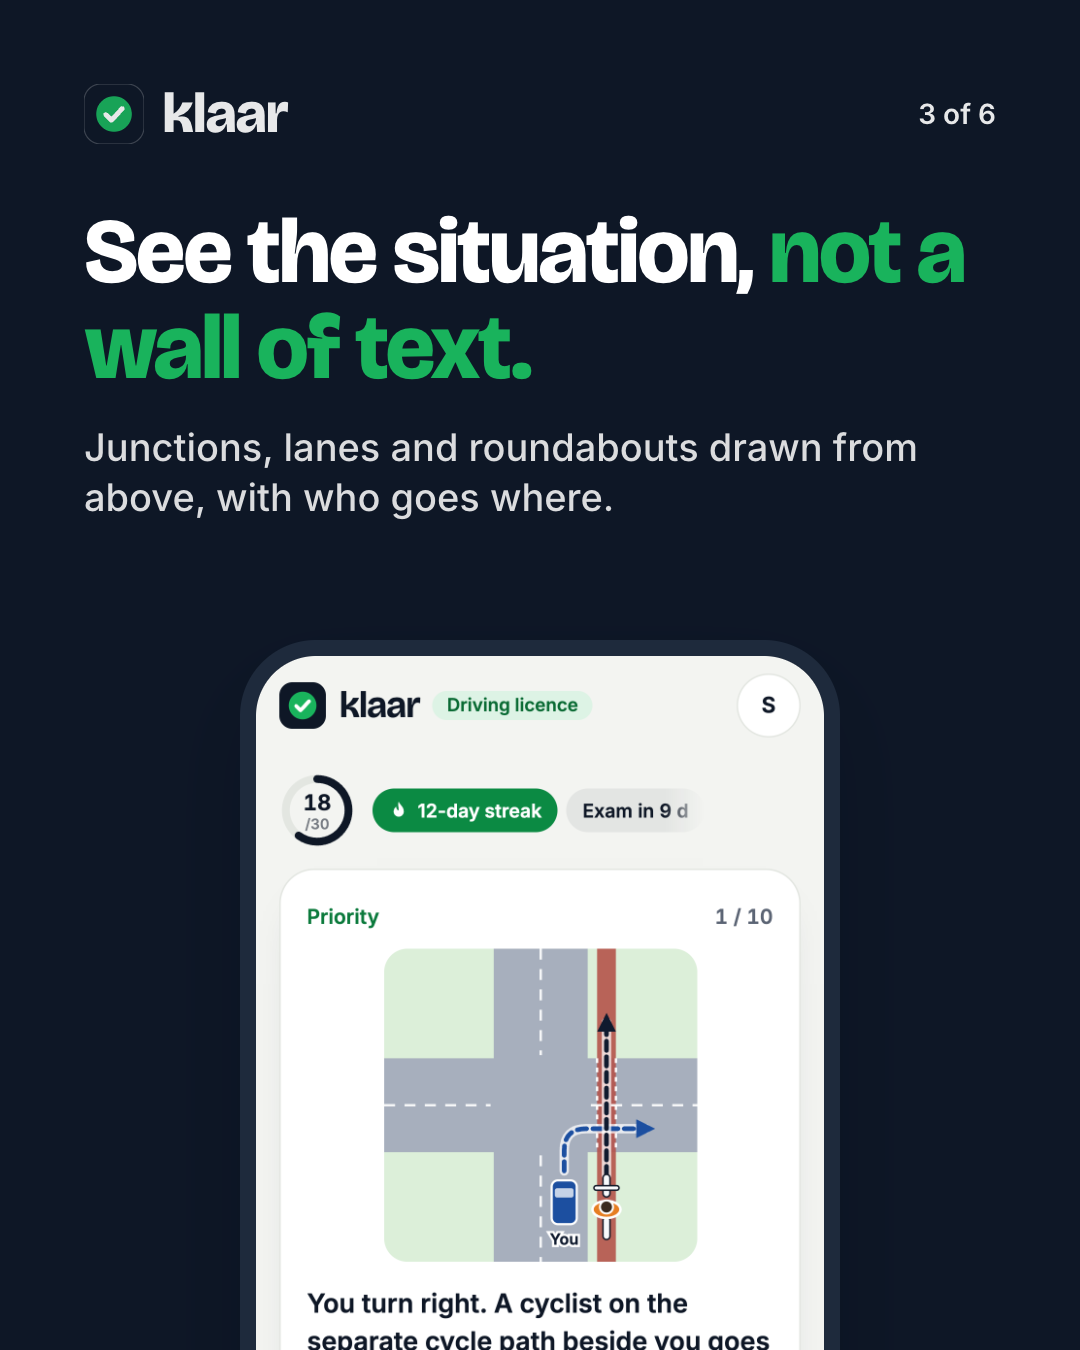 klaar
3 of 6
See the situation, not a
wall of text.
Junctions, lanes and roundabouts drawn from
above, with who goes where.
klaar Driving licence
S
18
/30
12-day streak
Exam in 9 d
Priority
1 / 10
You
You turn right. A cyclist on the
separate cycle path beside you goes